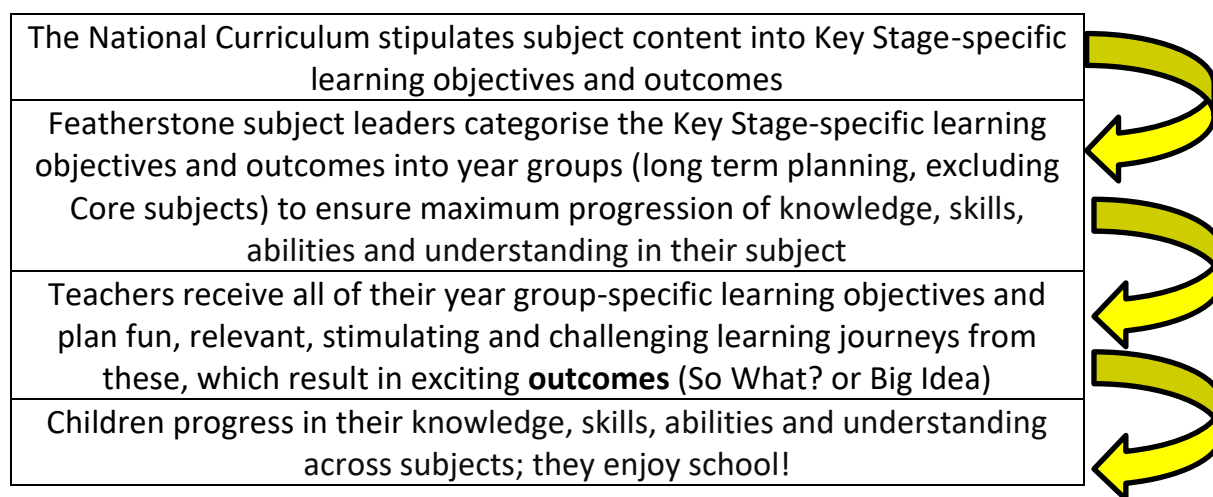 The National Curriculum stipulates subject content into Key Stage-specific
learning objectives and outcomes
Featherstone subject leaders categorise the Key Stage-specific learning
objectives and outcomes into year groups (long term planning, excluding
Core subjects) to ensure maximum progression of knowledge, skills,
abilities and understanding in their subject
Teachers receive all of their year group-specific learning objectives and
plan fun, relevant, stimulating and challenging learning journeys from
these, which result in exciting outcomes (So What? or Big Idea)
Children progress in their knowledge, skills, abilities and understanding
across subjects; they enjoy school!